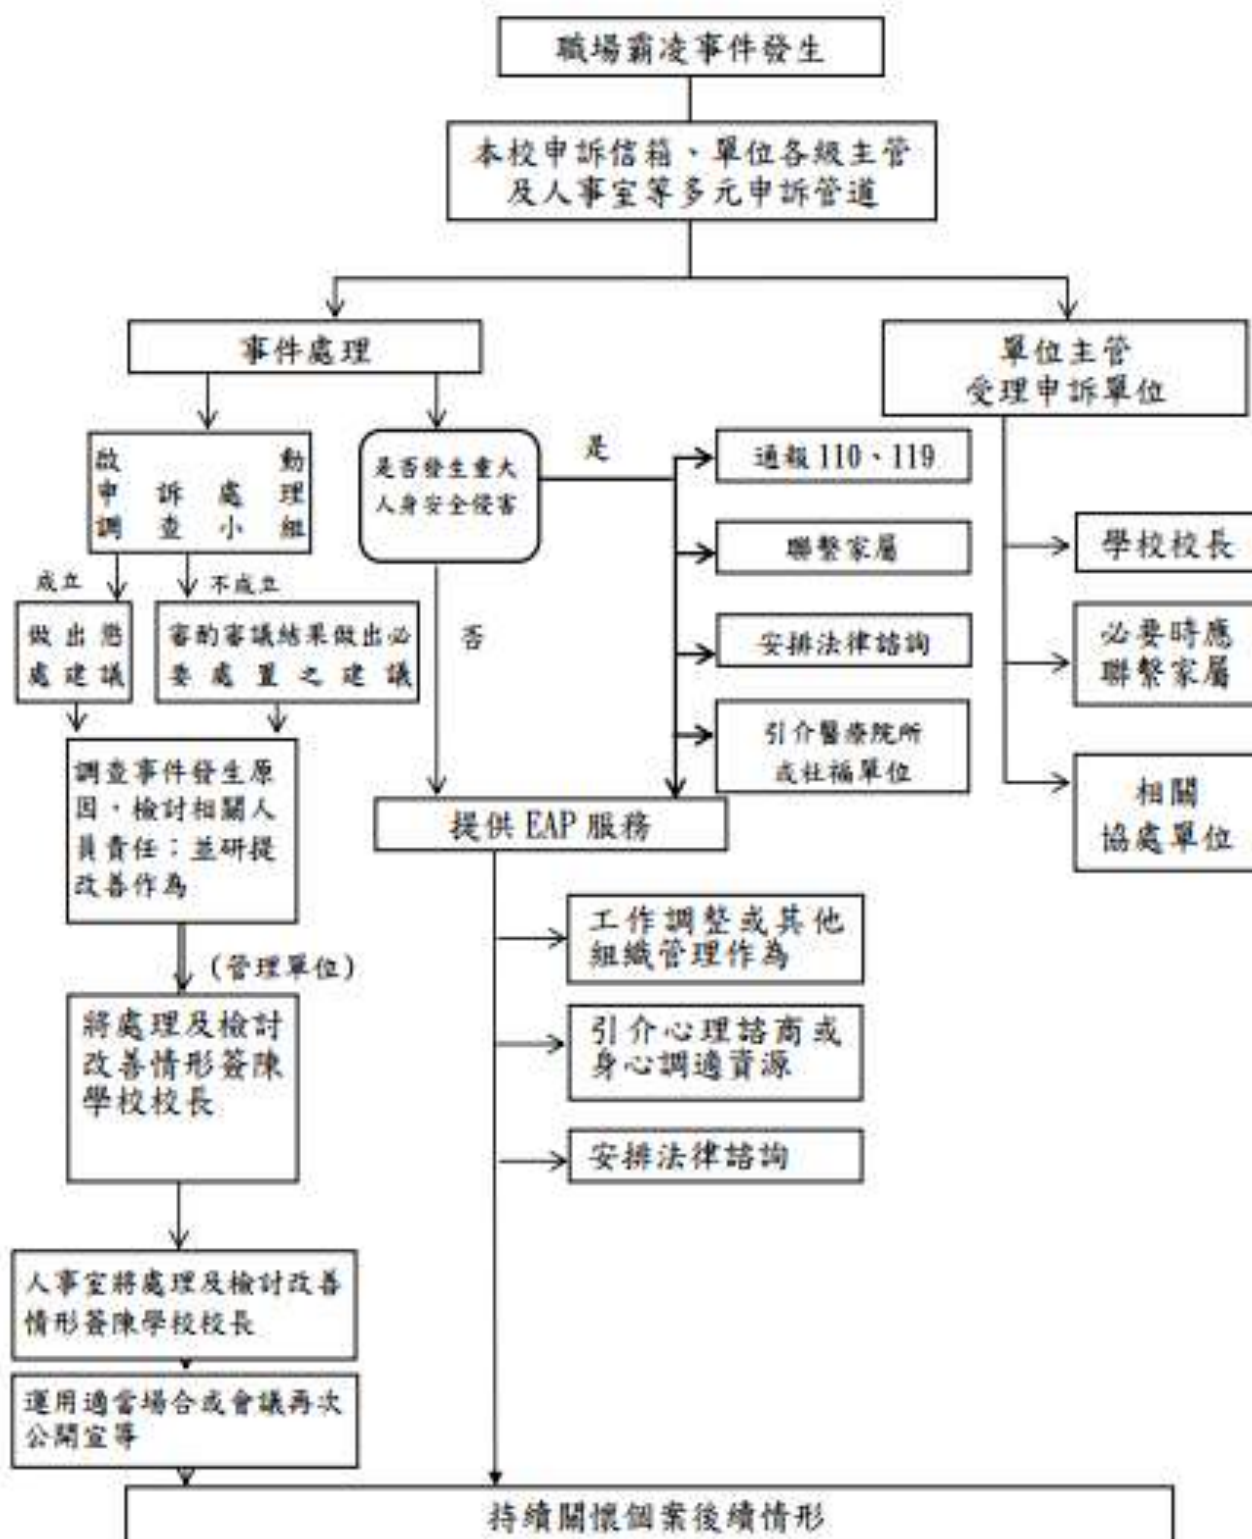 職場霸凌事件發生
本校申訴信箱、單位各級主管
及人事室等多元申訴管道
事件處理
單位主管
受理申訴單位
啟動
申訴處理
調查小組
是否發生重大
人身安全侵害
是
通報 110、119
聯繫家屬
安排法律諮詢
引介醫療院所
或社福單位
學校校長
必要時應
聯繫家屬
相關
協處單位
成立
不成立
否
做出懲
處建議
審酌審議結果做出必
要處置之建議
調查事件發生原
因，檢討相關人
員責任；並研提
改善作為
提供 EAP 服務
(管理單位)
將處理及檢討
改善情形簽陳
學校校長
工作調整或其他
組織管理作為
引介心理諮商或
身心調適資源
安排法律諮詢
人事室將處理及檢討改善
情形簽陳學校校長
運用適當場合或會議再次
公開宣等
持續關懷個案後續情形